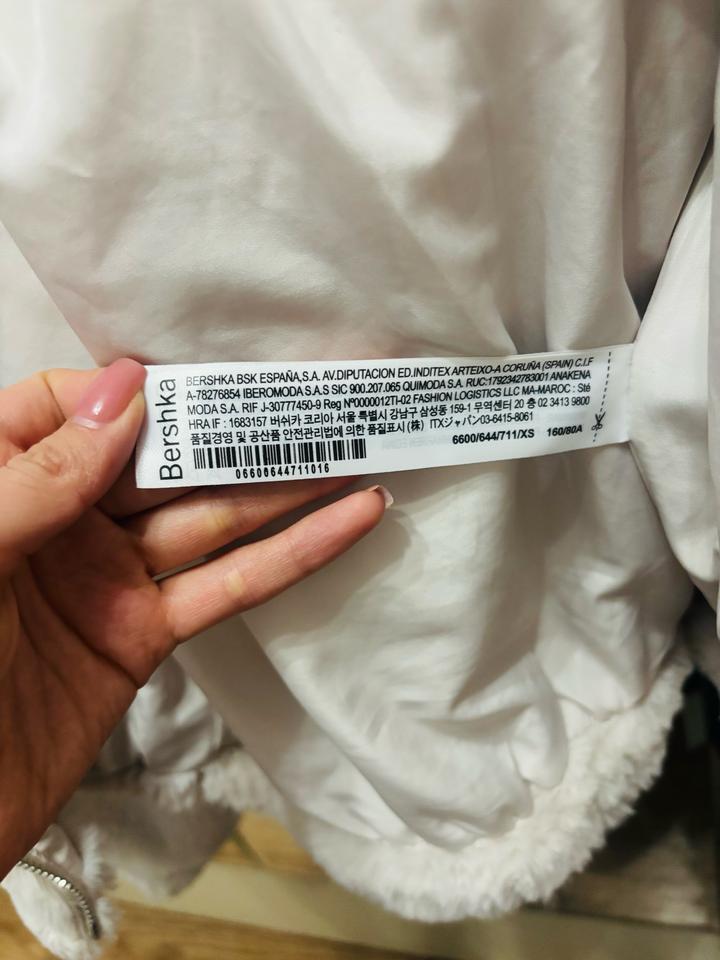 Bershka
BERSHKA BSK ESPAÑA,S.A. AV.DIPUTACION ED.INDITEX ARTEIXO-A CORUÑA (SPAIN) C.I.F
A-78276854 IBEROMODA S.A.S SIC 900.207.065 QUIMODA S.A. RUC:1792342783001 ANAKENA
MODA S.A. RIF J-30777450-9 Reg Nº0000012TI-02 FASHION LOGISTICS LLC MA-MAROC : Sté
HRA IF : 1683157 버쉬카 코리아 서울 특별시 강남구 삼성동 159-1 무역센터 20 층 02 3413 9800
품질경영 및 공산품 안전관리법에 의한 품질표시 (株) ITXジャパン03-6415-8061
6600/644/711/XS 160/80A
06600644711016